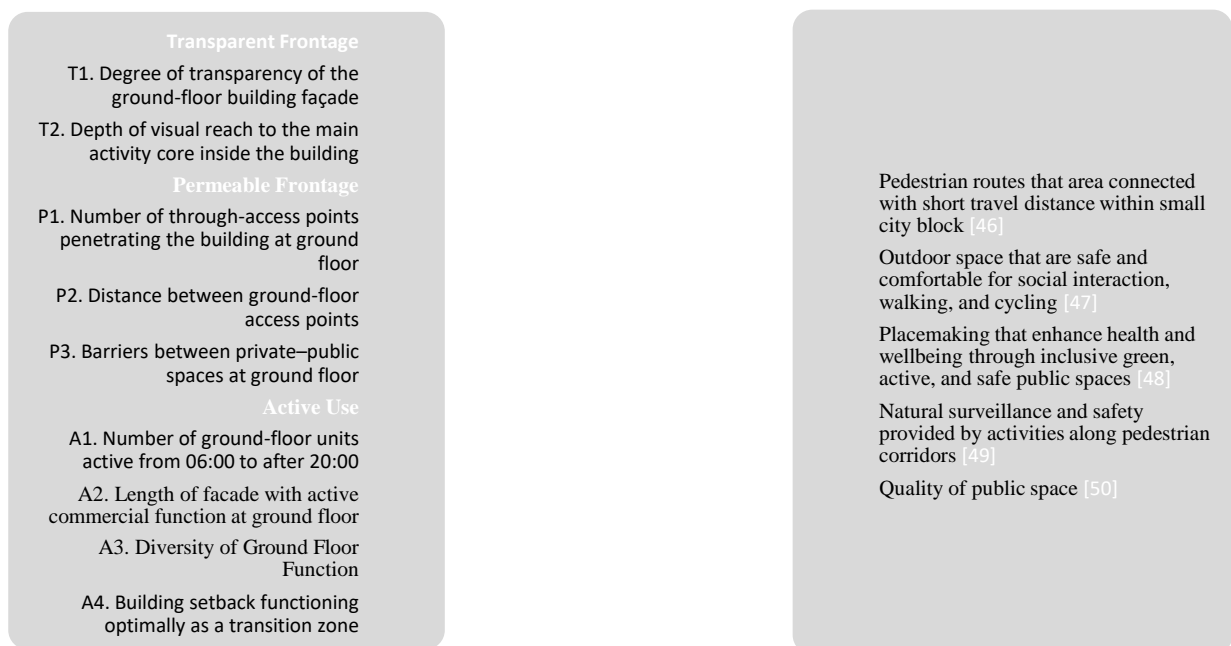 Transparent Frontage
T1. Degree of transparency of the
ground-floor building façade
T2. Depth of visual reach to the main
activity core inside the building
Permeable Frontage
P1. Number of through-access points
penetrating the building at ground
floor
P2. Distance between ground-floor
access points
P3. Barriers between private–public
spaces at ground floor
Active Use
A1. Number of ground-floor units
active from 06:00 to after 20:00
A2. Length of facade with active
commercial function at ground floor
A3. Diversity of Ground Floor
Function
A4. Building setback functioning
optimally as a transition zone
Pedestrian routes that area connected
with short travel distance within small
city block [46]
Outdoor space that are safe and
comfortable for social interaction,
walking, and cycling [47]
Placemaking that enhance health and
wellbeing through inclusive green,
active, and safe public spaces [48]
Natural surveillance and safety
provided by activities along pedestrian
corridors [49]
Quality of public space [50]